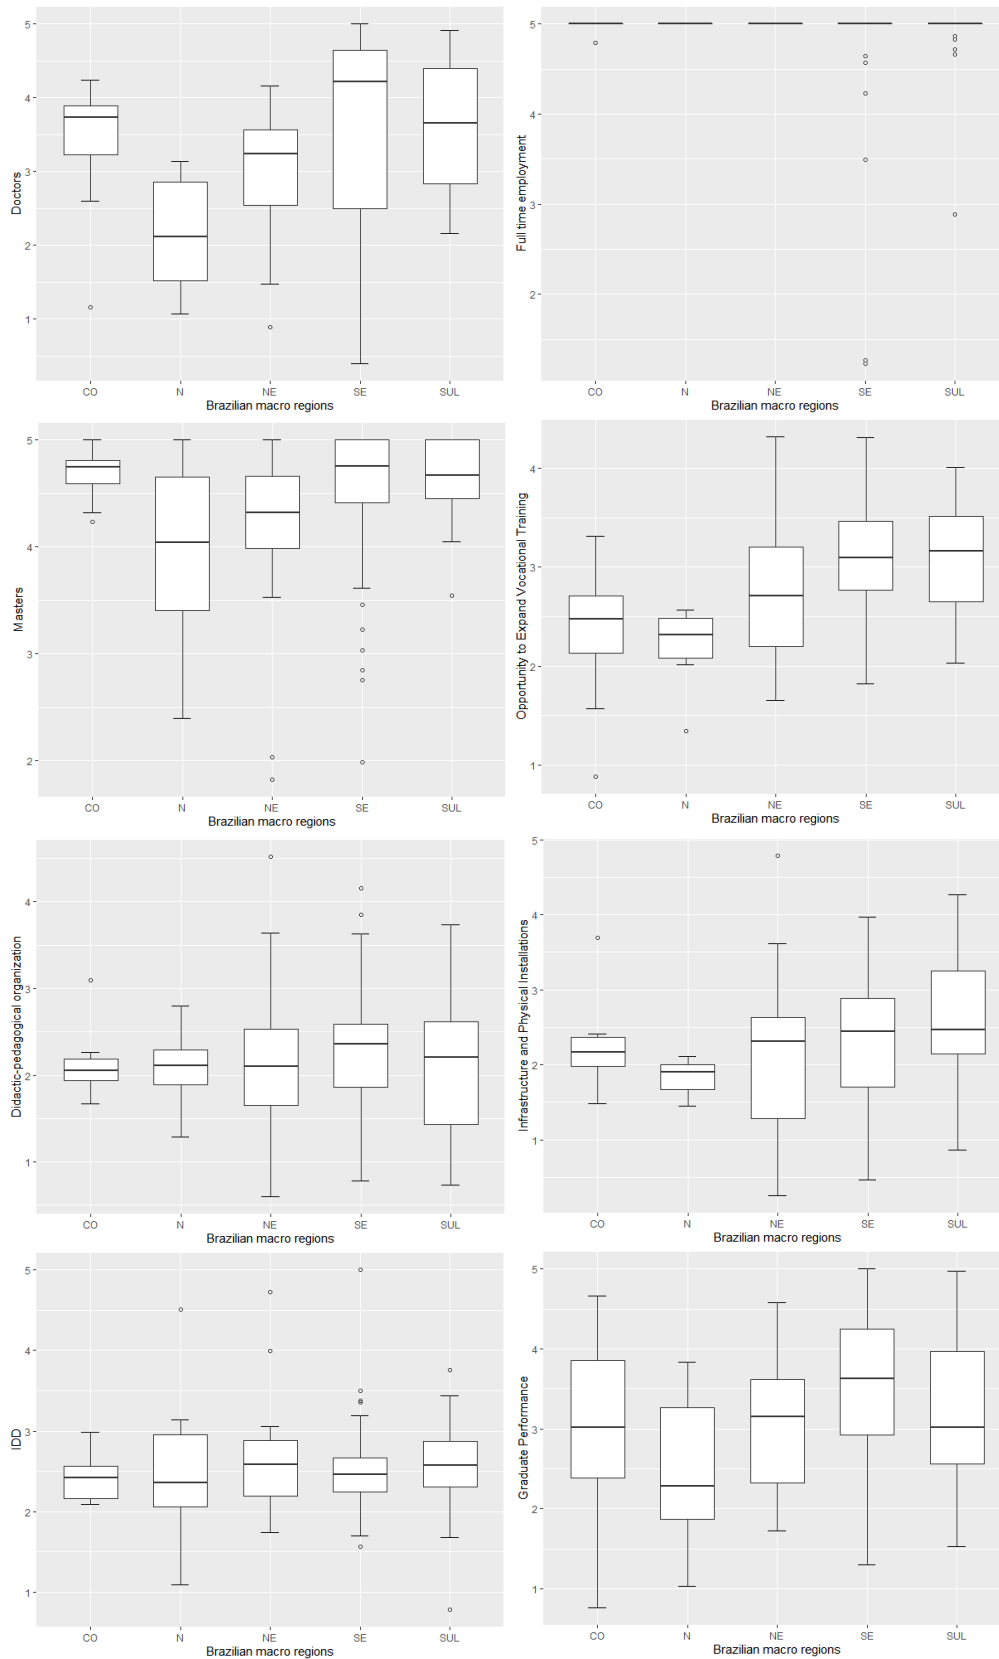 Doctors
5
4
3
2
1
CO N NE SE SUL
Brazilian macro regions
Full time employment
5
4
3
2
CO N NE SE SUL
Brazilian macro regions
Masters
5
4
3
2
CO N NE SE SUL
Brazilian macro regions
Opportunity to Expand Vocational Training
4
3
2
1
CO N NE SE SUL
Brazilian macro regions
Didactic-pedagogical organization
4
3
2
1
CO N NE SE SUL
Brazilian macro regions
Infrastructure and Physical Installations
5
4
3
2
1
CO N NE SE SUL
Brazilian macro regions
IDD
5
4
3
2
1
CO N NE SE SUL
Brazilian macro regions
Graduate Performance
5
4
3
2
1
CO N NE SE SUL
Brazilian macro regions